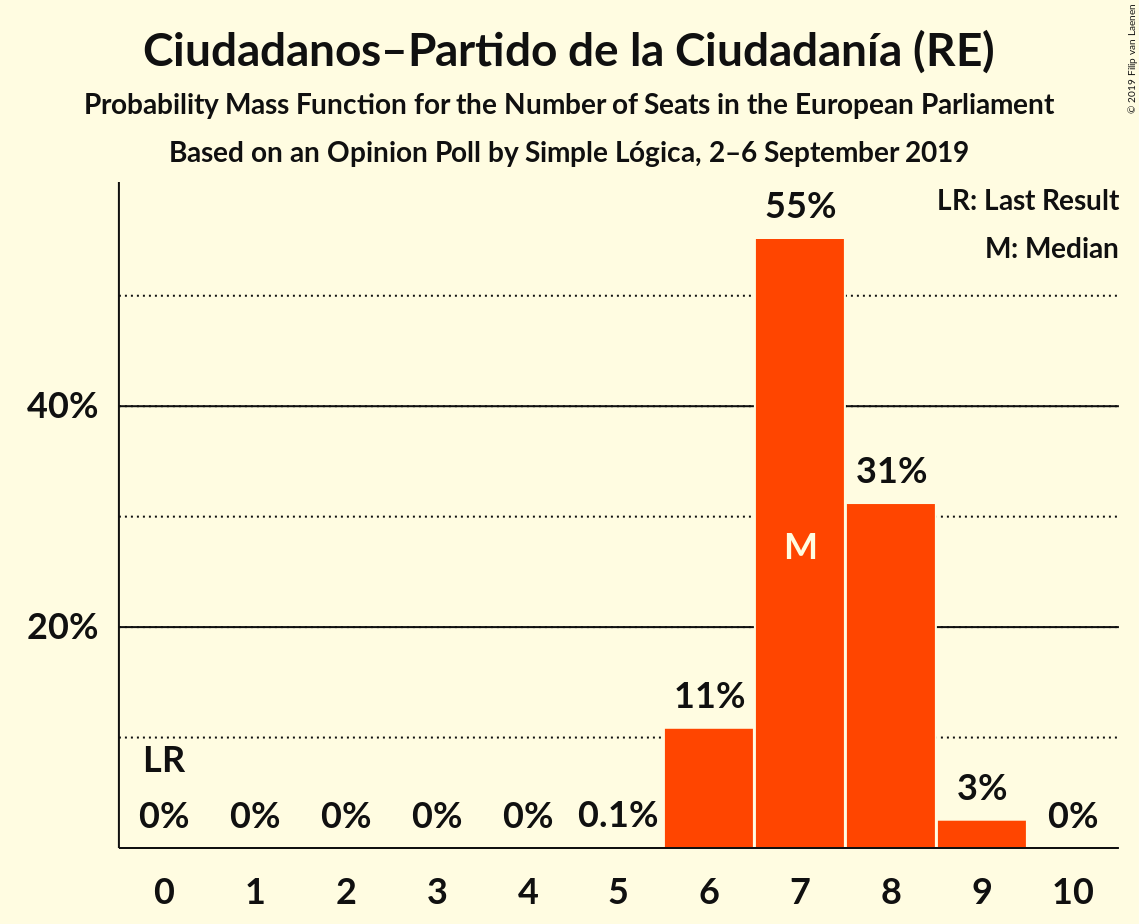 Ciudadanos–Partido de la Ciudadanía (RE)
Probability Mass Function for the Number of Seats in the European Parliament
Based on an Opinion Poll by Simple Lógica, 2–6 September 2019
© 2019 Filip van Laenen
LR: Last Result
M: Median
55%
40%
31%
M
20%
11%
LR
3%
0% 0% 0% 0% 0% 0.1% 0%
0 1 2 3 4 5 6 7 8 9 10